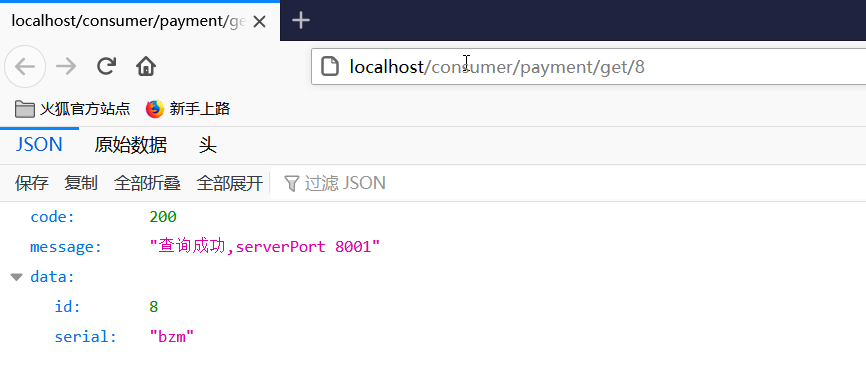 localhost/consumer/payment/ge
localhost/consumer/payment/get/8
火狐官方站点 新手上路
JSON 原始数据 头
保存 复制 全部折叠 全部展开 过滤 JSON
code: 200
message: "查询成功,serverPort 8001"
data:
id: 8
serial: "bzm"